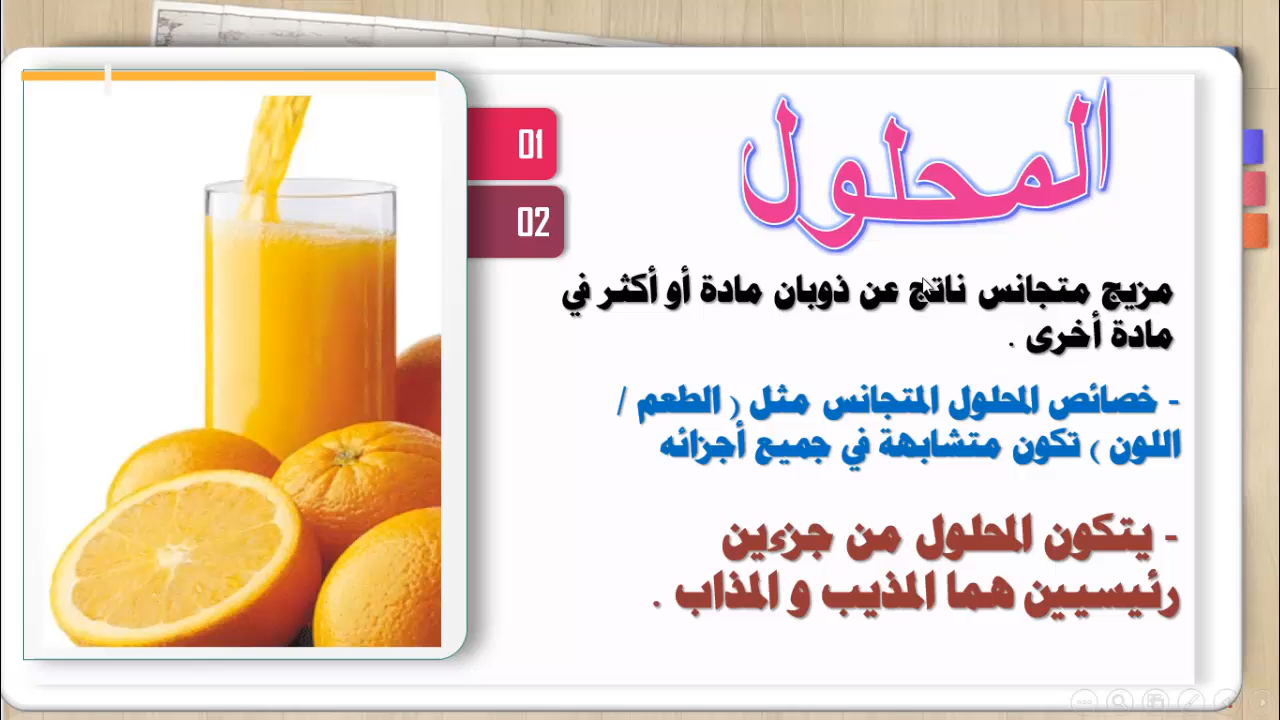 المحلول
01
02
مزيج متجانس ناتج عن ذوبان مادة أو أكثر في
مادة أخرى .
- خصائص المحلول المتجانس مثل ( الطعم /
اللون ) تكون متشابهة في جميع أجزائه
- يتكون المحلول من جزءين
رئيسيين هما المذيب و المذاب .